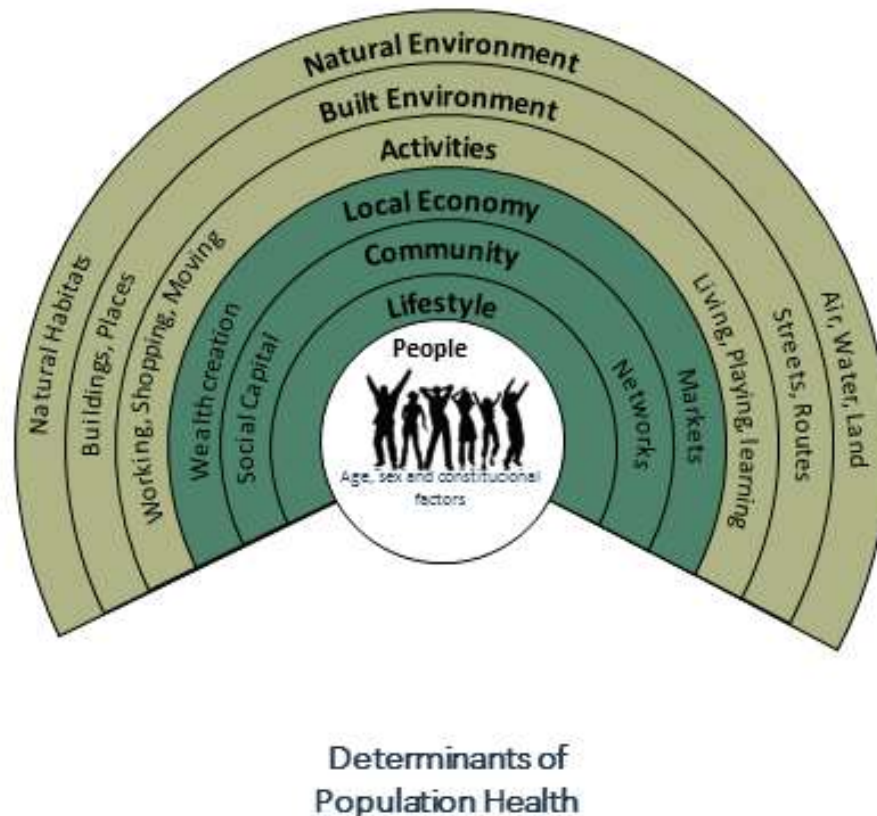 Natural Environment
Built Environment
Activities
Local Economy
Community
Lifestyle
People
Age, sex and constitucional
factors
Natural Habitats
Buildings, Places
Working, Shopping, Moving
Wealth creation
Social Capital
Networks
Markets
Living, Playing, learning
Streets, Routes
Air, Water, Land
Determinants of
Population Health